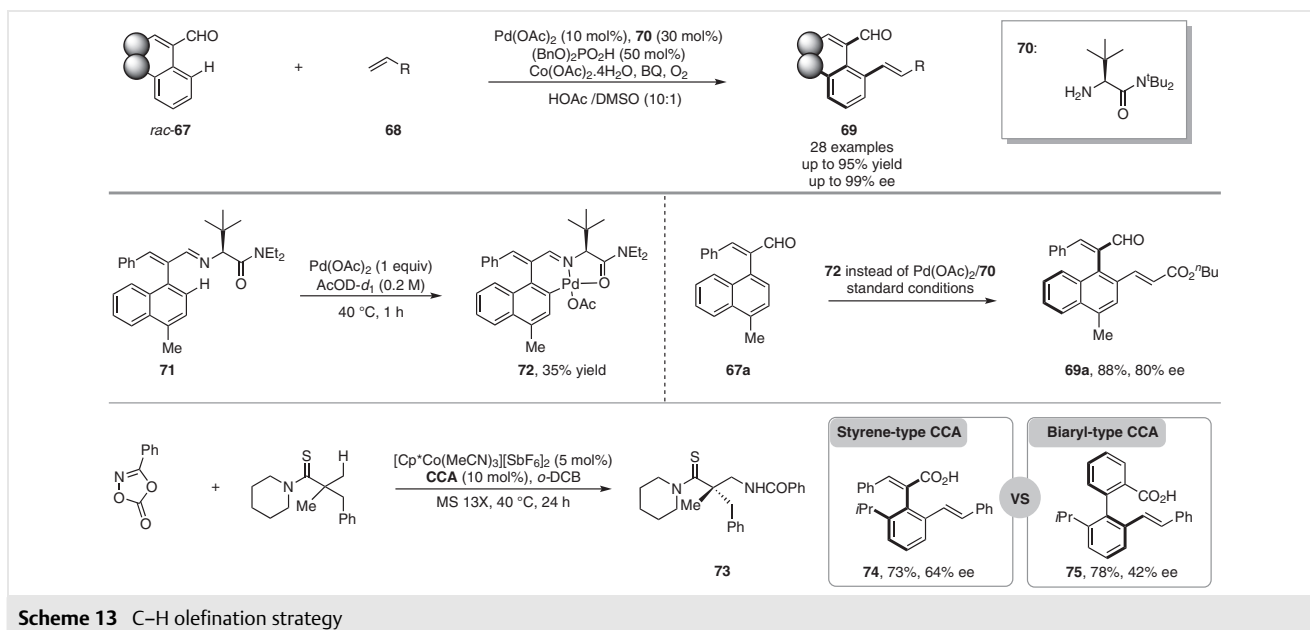 CHO
H
rac-67
+
R
68
Pd(OAc)2 (10 mol%), 70 (30 mol%)
(BnO)2PO2H (50 mol%)
Co(OAc)2.4H2O, BQ, O2
HOAc /DMSO (10:1)
CHO
R
69
28 examples
up to 95% yield
up to 99% ee
70:
H2N
NtBu2
O
Ph
N
NEt2
O
H
Me
71
Pd(OAc)2 (1 equiv)
AcOD-d1 (0.2 M)
40 °C, 1 h
Ph
N
NEt2
O
Pd
OAc
Me
72, 35% yield
Ph
CHO
Me
67a
72 instead of Pd(OAc)2/70
standard conditions
Ph
CHO
CO2nBu
Me
69a, 88%, 80% ee
Ph
N
O
O
O
+
S
H
N
Me
Ph
[Cp*Co(MeCN)3][SbF6]2 (5 mol%)
CCA (10 mol%), o-DCB
MS 13X, 40 °C, 24 h
S
N
NHCOPh
Me
Ph
73
Styrene-type CCA
Ph
CO2H
iPr
Ph
74, 73%, 64% ee
VS
Biaryl-type CCA
CO2H
iPr
Ph
75, 78%, 42% ee
Scheme 13 C–H olefination strategy